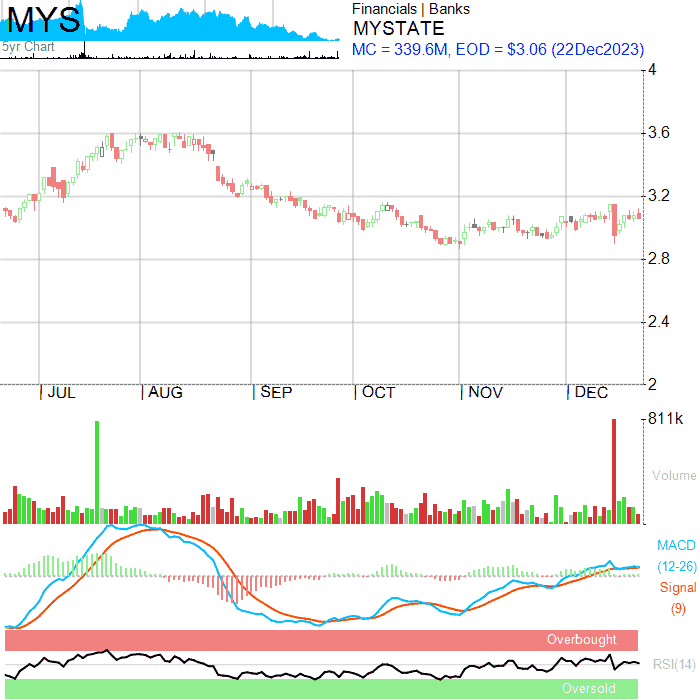 MYS
5yr Chart
Financials | Banks
MYSTATE
MC = 339.6M, EOD = $3.06 (22Dec2023)
4
3.6
3.2
2.8
2.4
2
JUL AUG SEP OCT NOV DEC
811k
Volume
MACD
(12-26)
Signal
(9)
Overbought
RSI(14)
Oversold